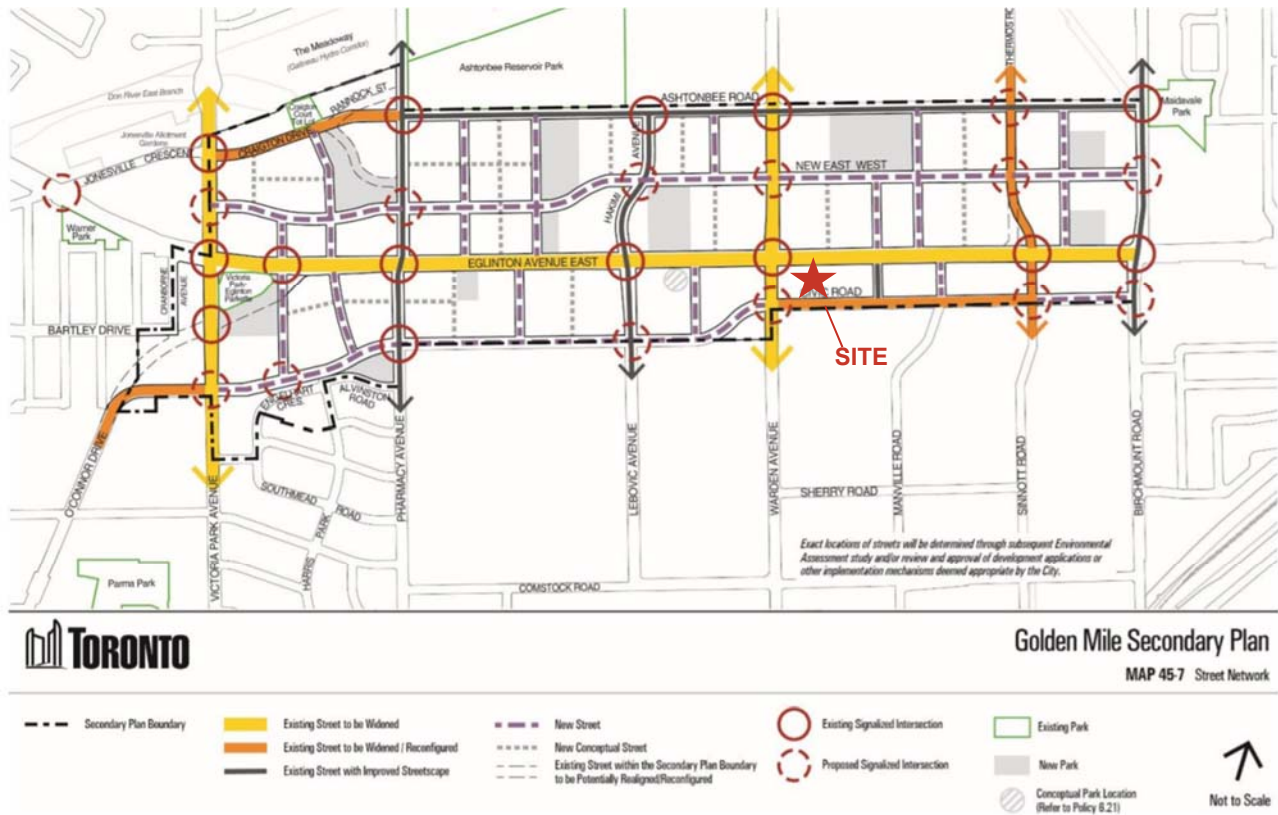 The Meadoway
(Gatineau Hydro Corridor)
Ashtonbee Reservoir Park
THERMOS RO
Don River East Branch
RANNOCK ST
ASHTONBEE ROAD
Maidavale
Park
Craigton
Court
Jonesville Allotment
Gardens
CRAIGTON DRIVE
AVENUE
JONESVILLE CRESCENT
NEW EAST WEST
HAKIMI
Warner
Park
EGLINTON AVENUE EAST
CRANBORNE
AVENUE
Victoria
Park-
Eglinton
Parkette
CIVIC ROAD
BARTLEY DRIVE
SITE
ENGELHART
CRES.
ALVINSTON
ROAD
O'CONNOR DRIVE
VICTORIA PARK AVENUE
PHARMACY AVENUE
LEBOVIC AVENUE
WARDEN AVENUE
MANVILLE ROAD
SINNOTT ROAD
BIRCHMOUNT ROAD
SOUTHMEAD
ROAD
SHERRY ROAD
HARRIS PARK
Exact locations of streets will be determined through subsequent Environmental
Assessment study and/or review and approval of development applications or
other implementation mechanisms deemed appropriate by the City.
Parma Park
COMSTOCK ROAD
TORONTO
Golden Mile Secondary Plan
MAP 45-7 Street Network
Secondary Plan Boundary
Existing Street to be Widened
Existing Street to be Widened / Reconfigured
Existing Street with Improved Streetscape
New Street
New Conceptual Street
Existing Street within the Secondary Plan Boundary
to be Potentially Realigned/Reconfigured
Existing Signalized Intersection
Proposed Signalized Intersection
Existing Park
New Park
Conceptual Park Location
(Refer to Policy 6.21)
Not to Scale